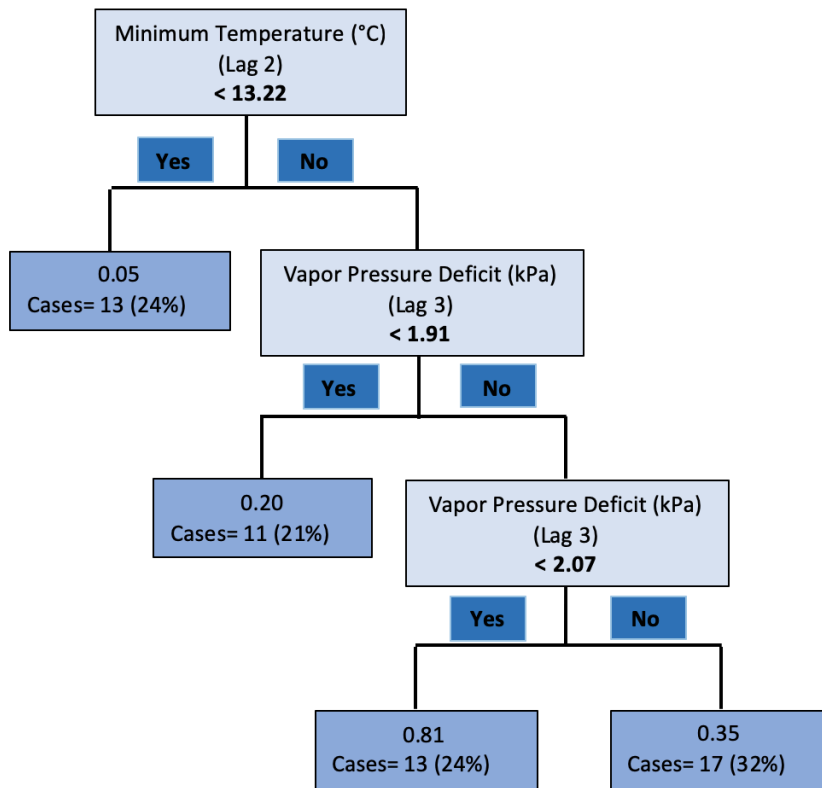 Minimum Temperature (°C)
(Lag 2)
< 13.22
Yes
No
0.05
Cases= 13 (24%)
Vapor Pressure Deficit (kPa)
(Lag 3)
< 1.91
Yes
No
0.20
Cases= 11 (21%)
Vapor Pressure Deficit (kPa)
(Lag 3)
< 2.07
Yes
No
0.81
Cases= 13 (24%)
0.35
Cases= 17 (32%)